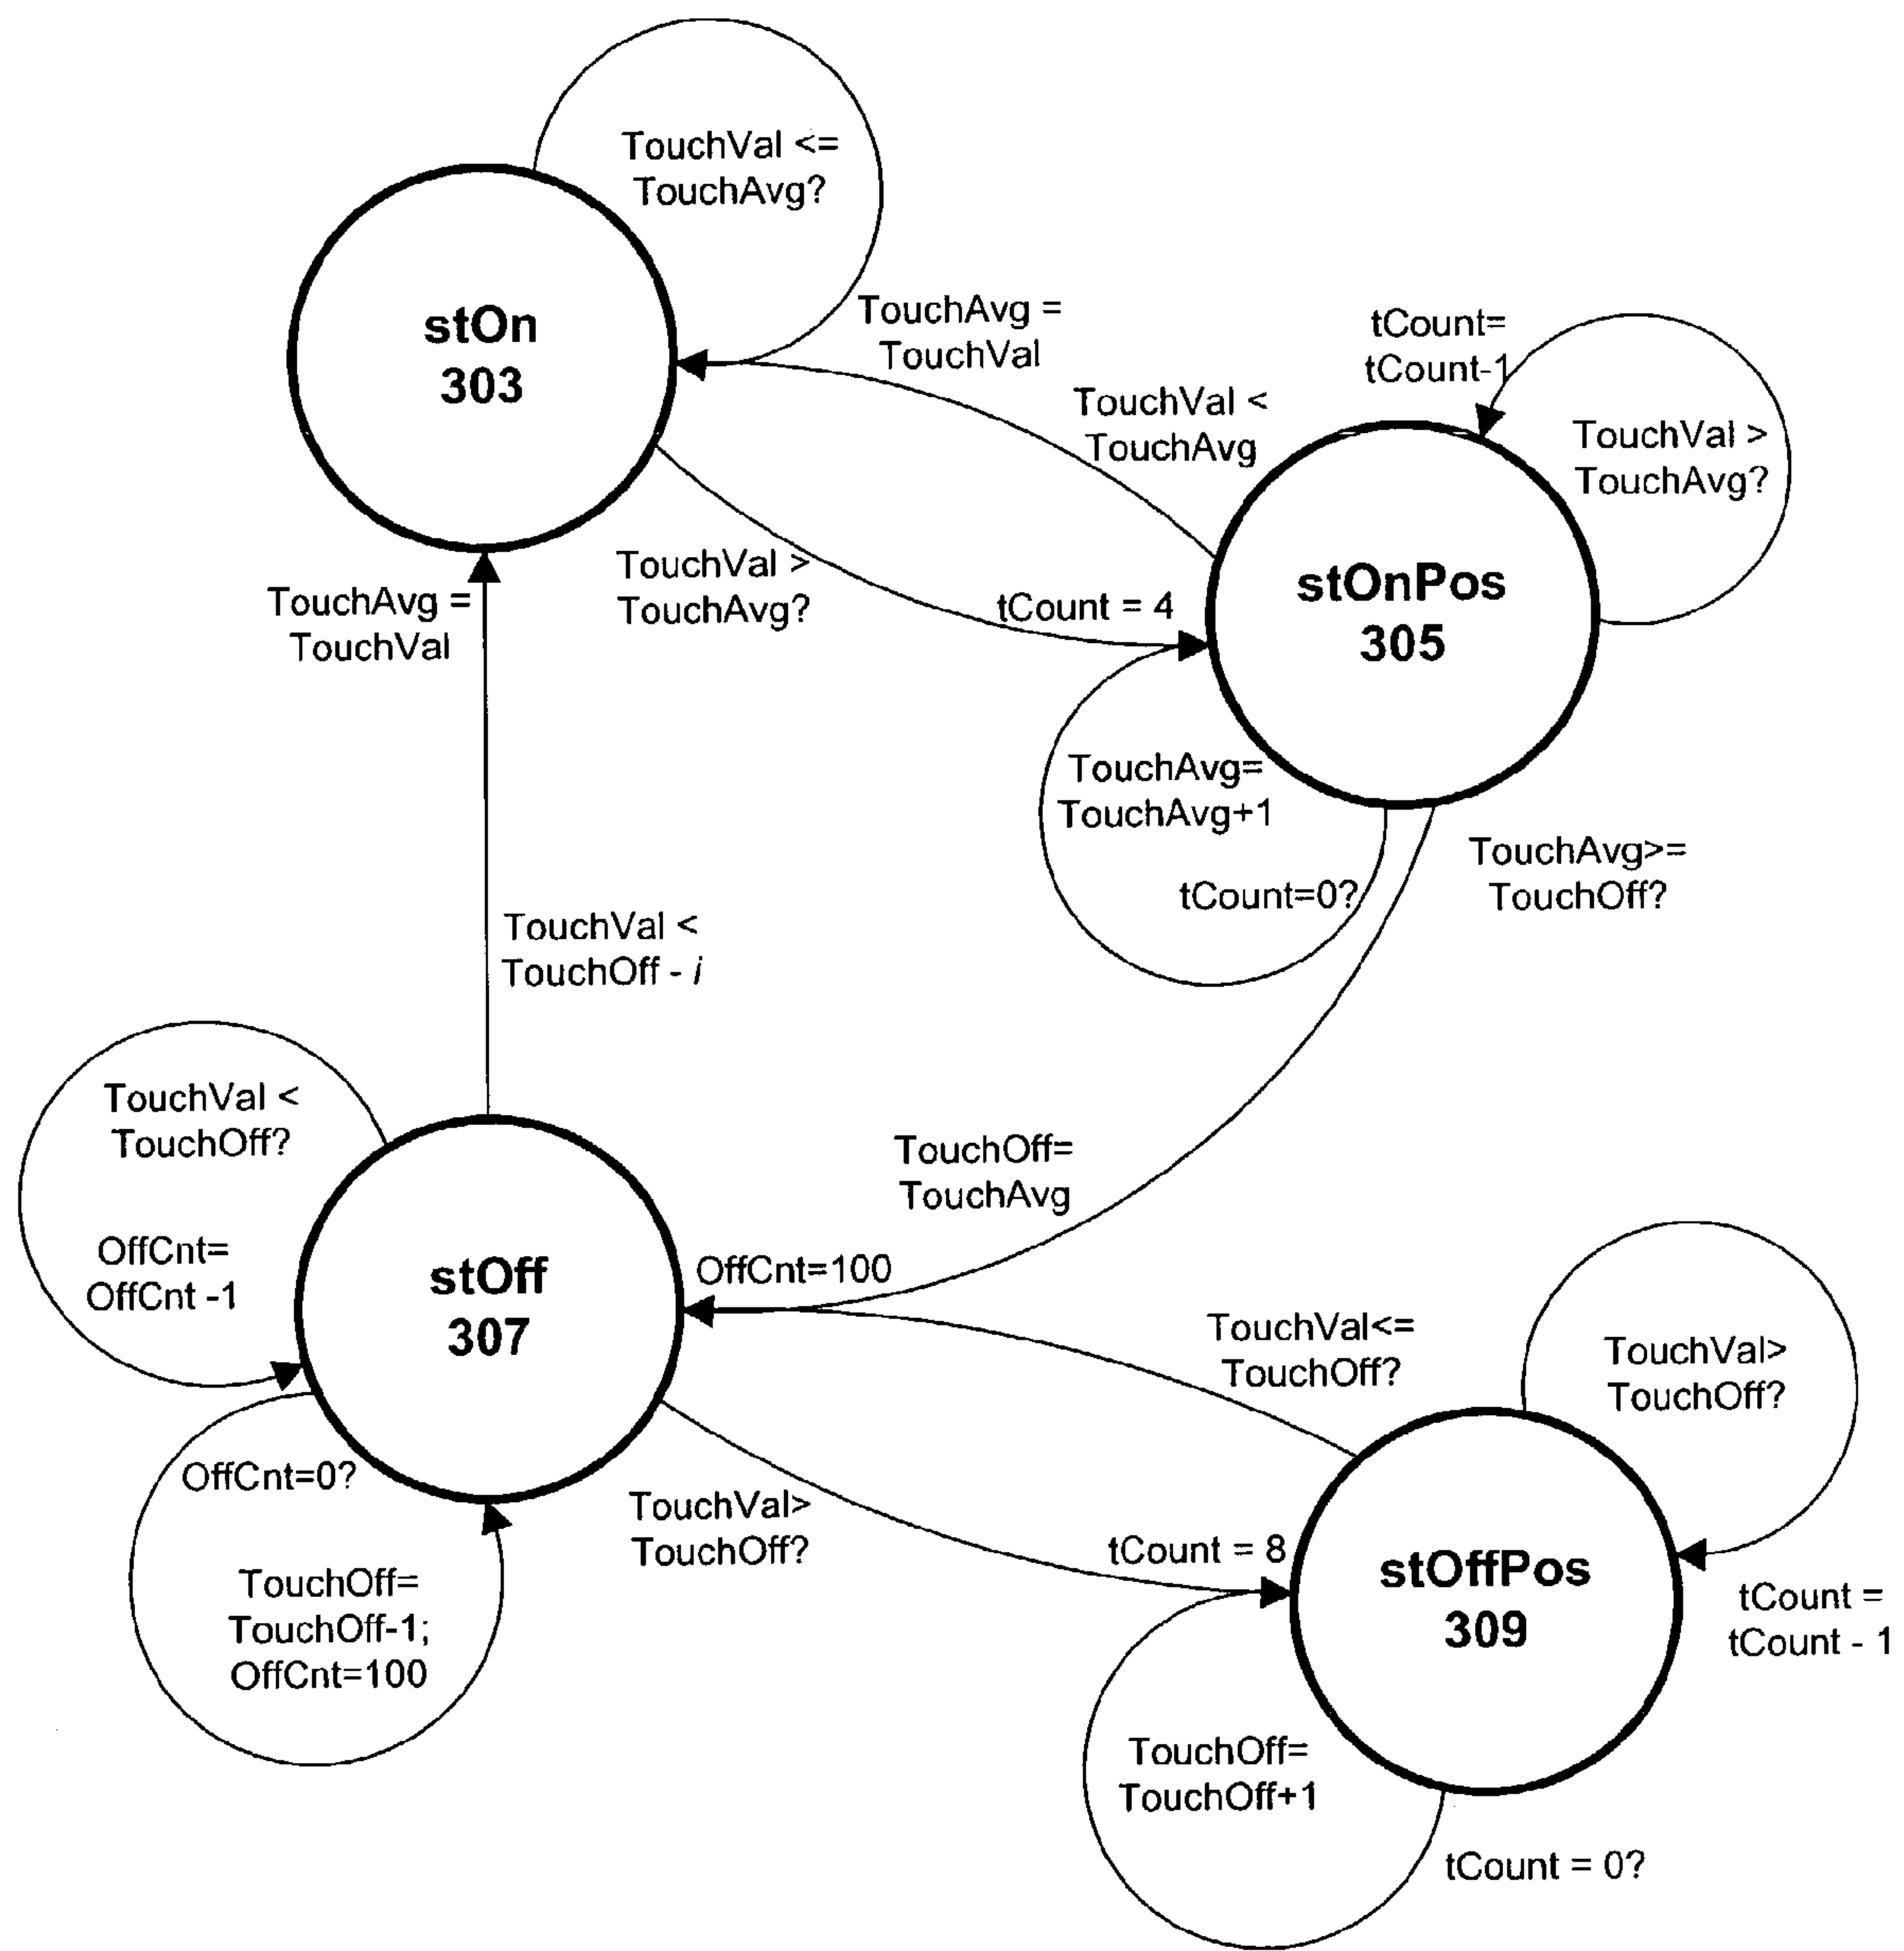 TouchVal <=
TouchAvg?
stOn
303
TouchAvg =
TouchVal
tCount=
tCount-1
TouchVal <
TouchAvg
TouchVal >
TouchAvg?
TouchVal >
TouchAvg?
tCount = 4
stOnPos
305
TouchAvg =
TouchVal
TouchAvg=
TouchAvg+1
tCount=0?
TouchAvg>=
TouchOff?
TouchVal <
TouchOff - i
TouchVal <
TouchOff?
OffCnt=
OffCnt -1
TouchOff=
TouchAvg
OffCnt=100
stOff
307
TouchVal<=
TouchOff?
TouchVal>
TouchOff?
OffCnt=0?
TouchVal>
TouchOff?
tCount = 8
stOffPos
309
tCount =
tCount - 1
TouchOff=
TouchOff-1;
OffCnt=100
TouchOff=
TouchOff+1
tCount = 0?